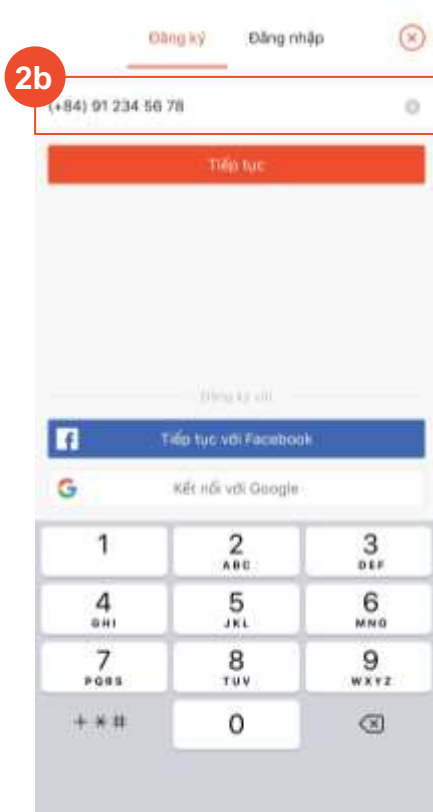 Đăng ký Đăng nhập
2b
(+84) 91 234 56 78
Tiếp tục
Đăng ký với
Tiếp tục với Facebook
Kết nối với Google
1 2 3
ABC DEF
4 5 6
GHI JKL MNO
7 8 9
PQRS TUV WXYZ
+ * # 0